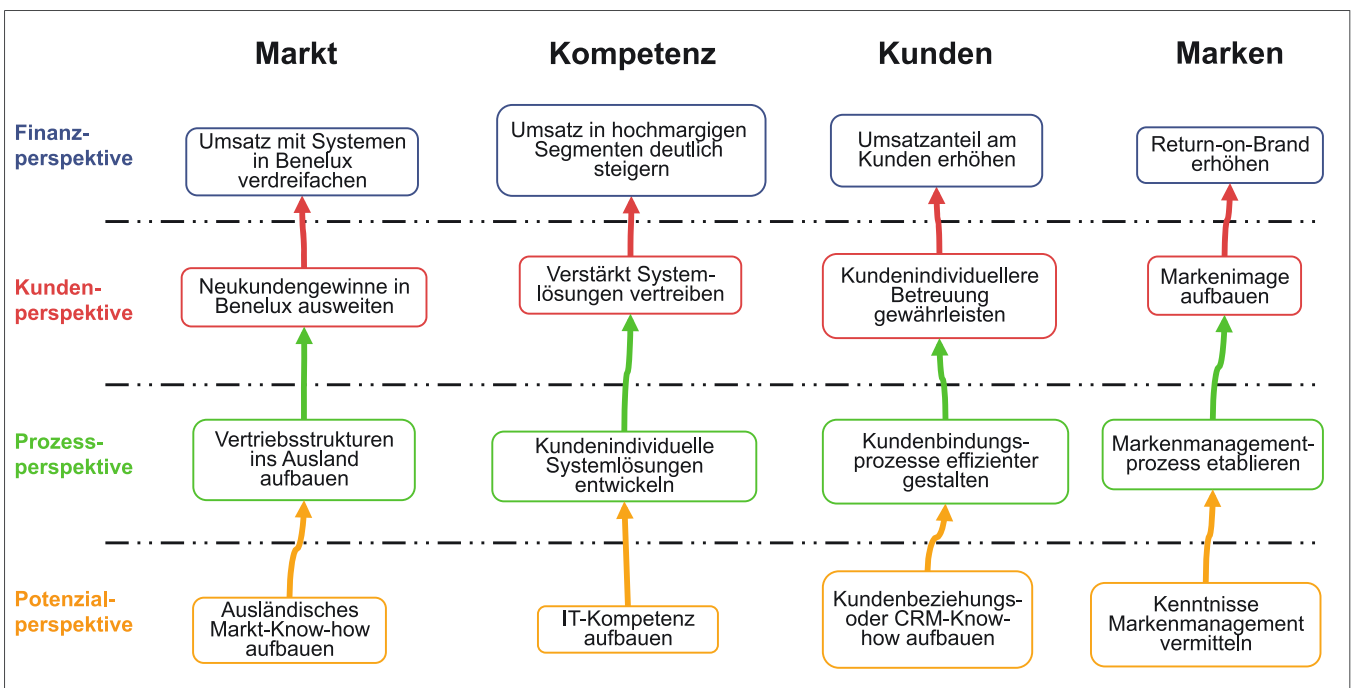 Markt
Kompetenz
Kunden
Marken
Finanz-
perspektive
Umsatz mit Systemen
in Benelux
verdreifachen
Umsatz in hochmargigen
Segmenten deutlich
steigern
Umsatzanteil am
Kunden erhöhen
Return-on-Brand
erhöhen
Kunden-
perspektive
Neukundengewinne in
Benelux ausweiten
Verstärkt System-
lösungen vertreiben
Kundenindividuellere
Betreuung
gewährleisten
Markenimage
aufbauen
Prozess-
perspektive
Vertriebsstrukturen
ins Ausland
aufbauen
Kundenindividuelle
Systemlösungen
entwickeln
Kundenbindungs-
prozesse effizienter
gestalten
Markenmanagement-
prozess etablieren
Potenzial-
perspektive
Ausländisches
Markt-Know-how
aufbauen
IT-Kompetenz
aufbauen
Kundenbeziehungs-
oder CRM-Know-
how aufbauen
Kenntnisse
Markenmanagement
vermitteln